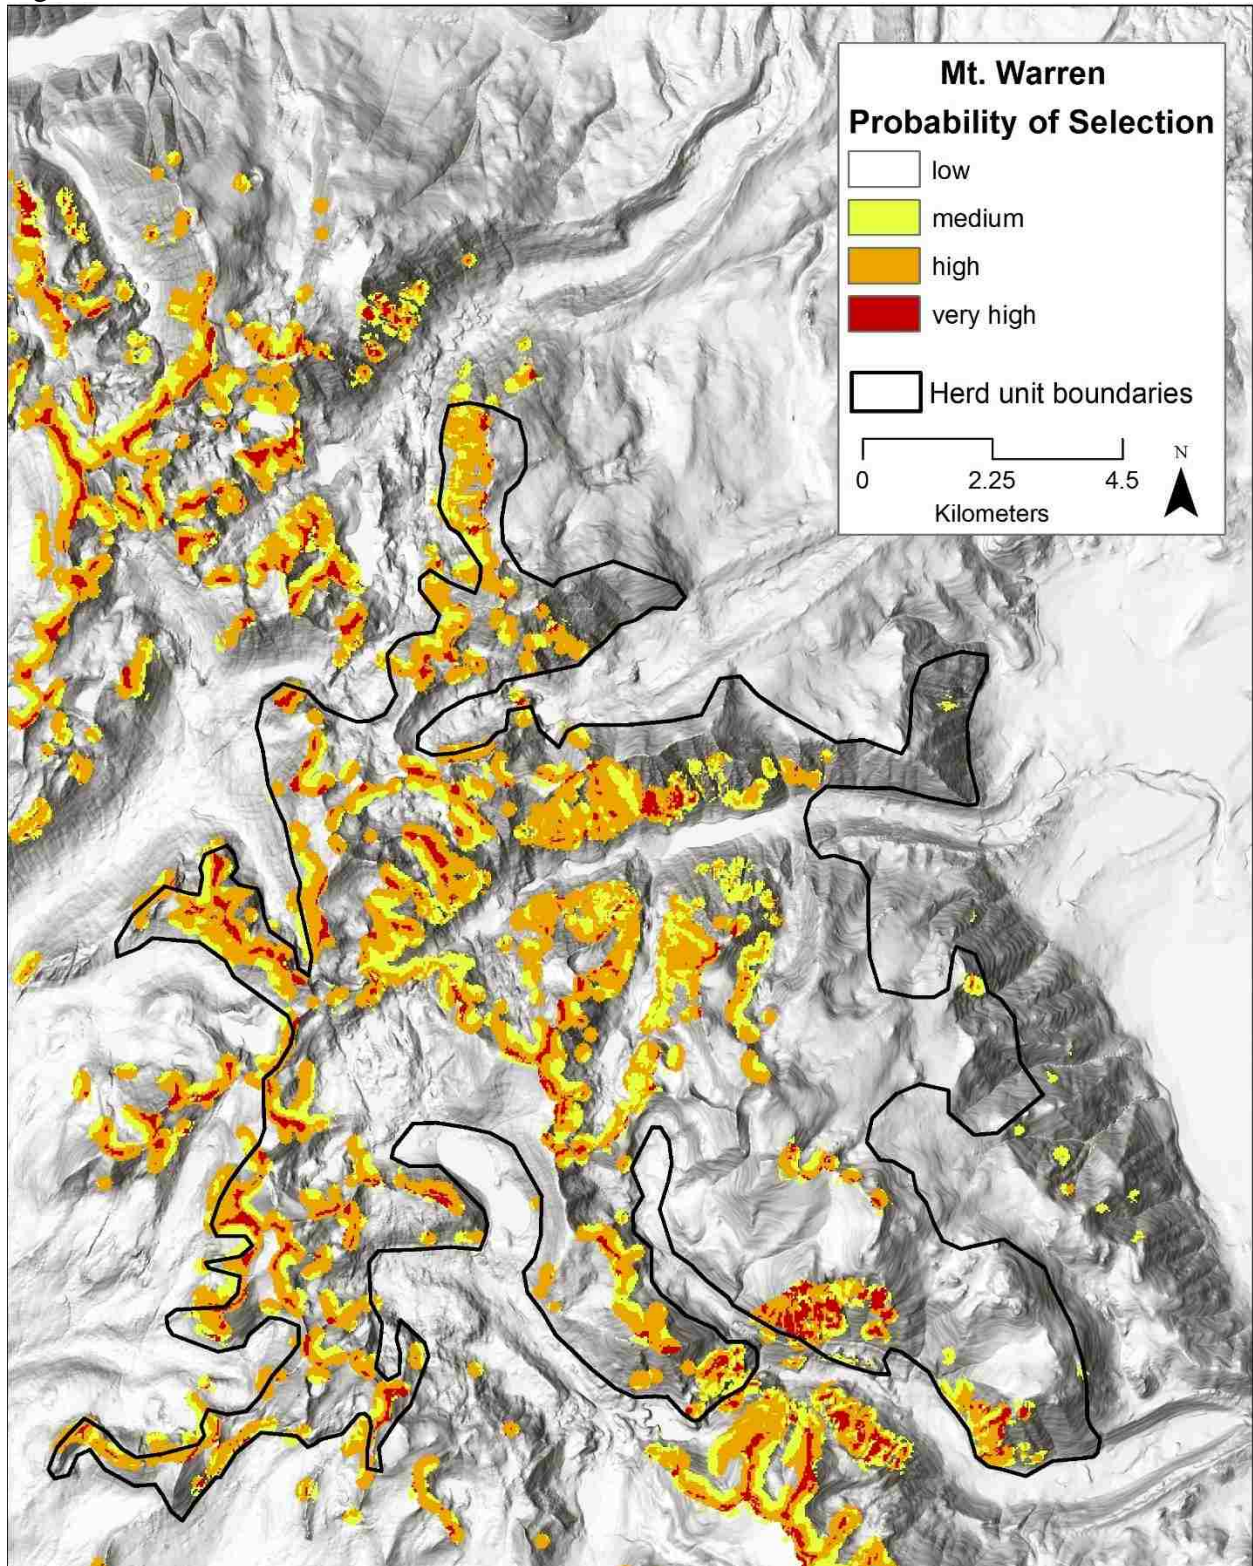 Mt. Warren
Probability of Selection
low
medium
high
very high
Herd unit boundaries
0 2.25 4.5
Kilometers
N